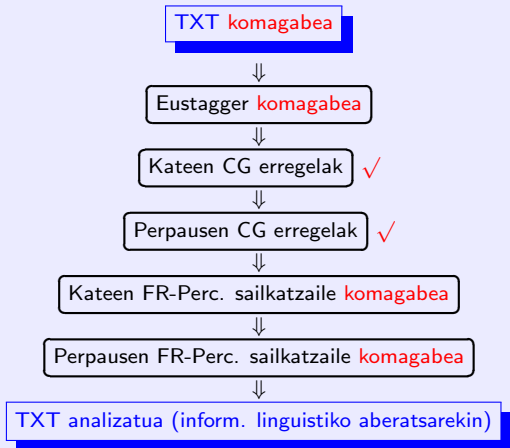 TXT komagabea
⇓
Eustagger komagabea
⇓
Kateen CG erregelak √
⇓
Perpausen CG erregelak √
⇓
Kateen FR-Perc. sailkatzaile komagabea
⇓
Perpausen FR-Perc. sailkatzaile komagabea
⇓
TXT analizatua (inform. linguistiko aberatsarekin)